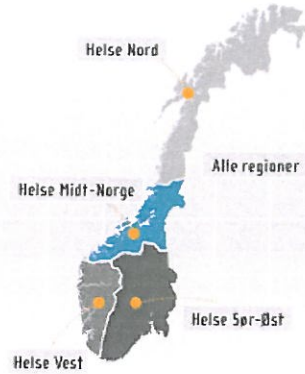 Helse Nord
Alle regioner
Helse Midt-Norge
Helse Sør-Øst
Helse Vest